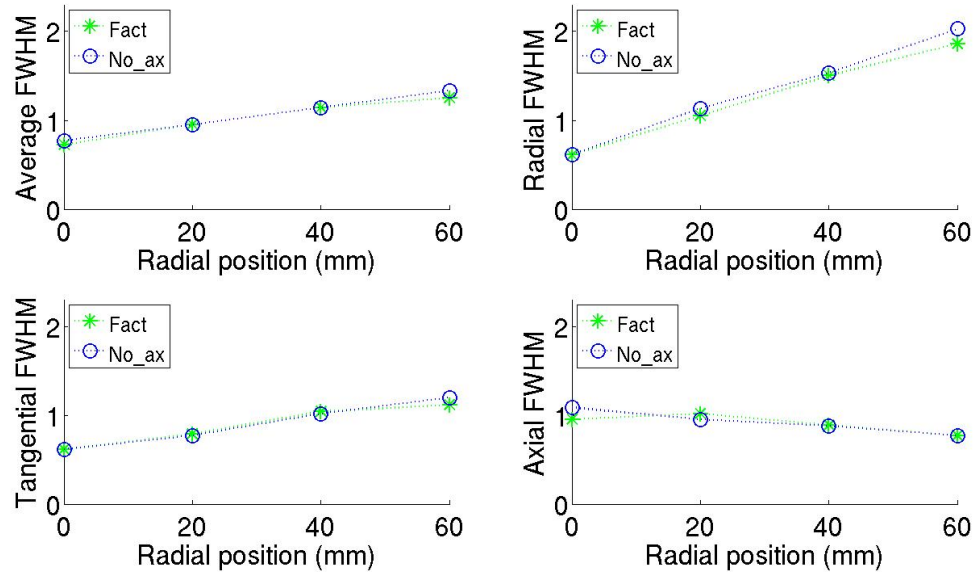 2
Fact
No_ax
1
0
Average FWHM
0 20 40 60
Radial position (mm)
2
Fact
No_ax
1
0
Radial FWHM
0 20 40 60
Radial position (mm)
2
Fact
No_ax
1
0
Tangential FWHM
0 20 40 60
Radial position (mm)
2
Fact
No_ax
1
0
Axial FWHM
0 20 40 60
Radial position (mm)